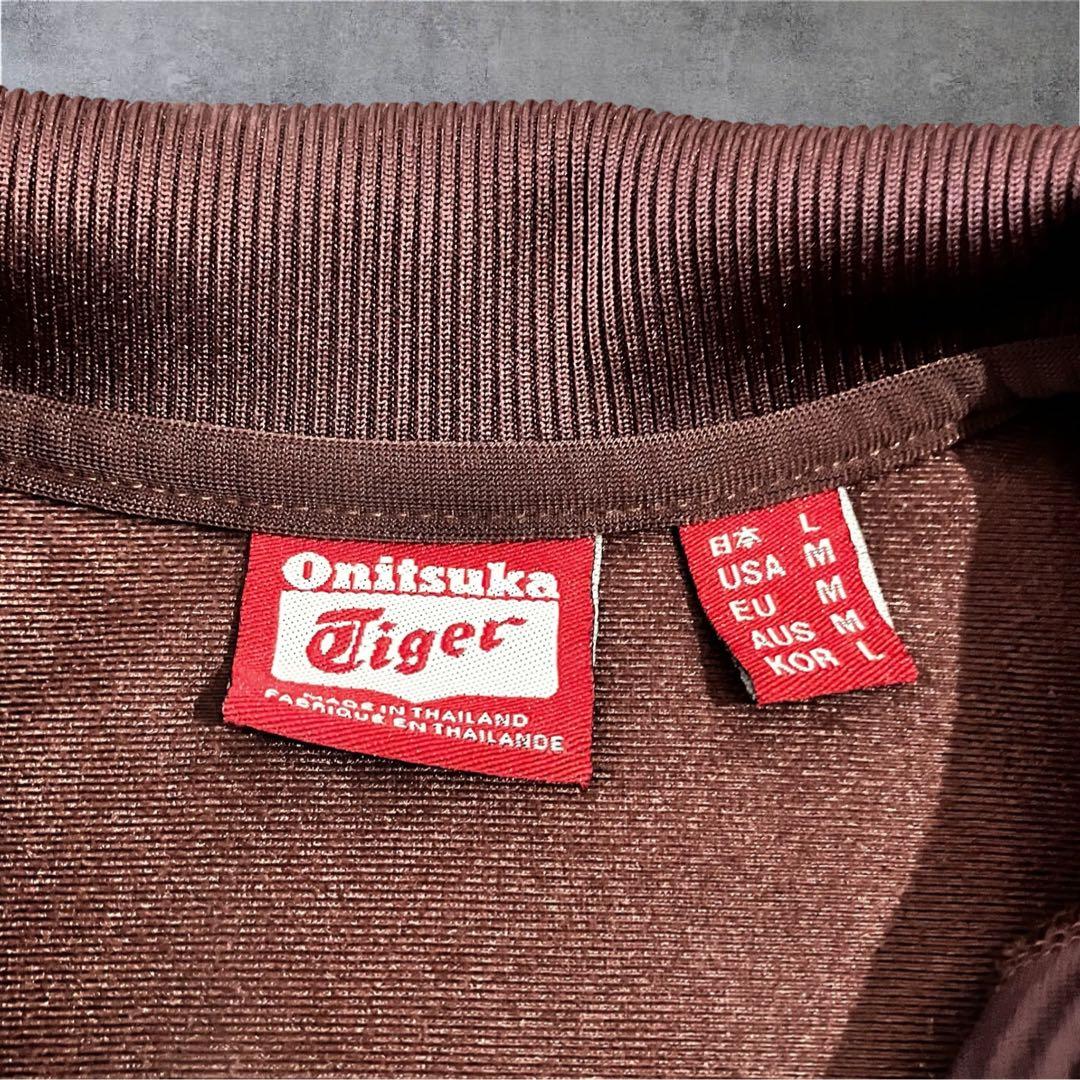 Onitsuka
Tiger
MADE IN THAILAND
FABRIQUE EN THAILANDE
日本 L
USA M
EU M
AUS M
KOR L